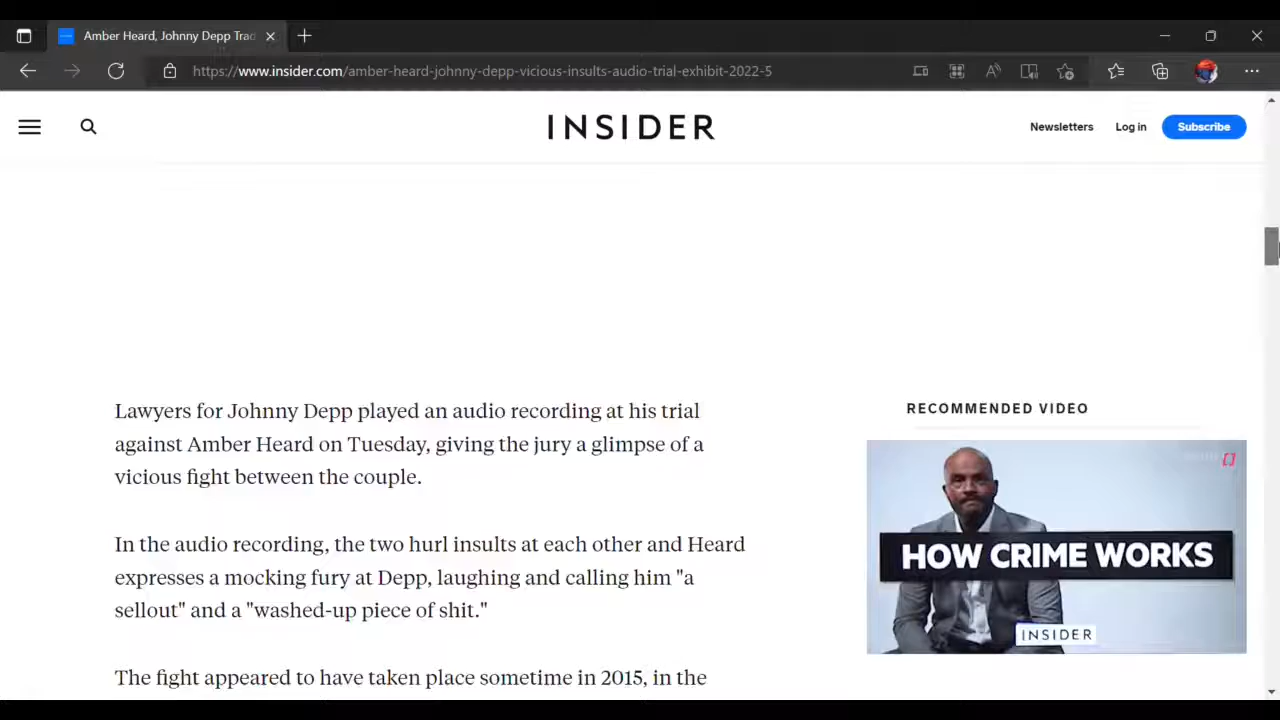 Amber Heard, Johnny Depp Trad
https://www.insider.com/amber-heard-johnny-depp-vicious-insults-audio-trial-exhibit-2022-5
INSIDER
Newsletters
Log in
Subscribe
Lawyers for Johnny Depp played an audio recording at his trial
against Amber Heard on Tuesday, giving the jury a glimpse of a
vicious fight between the couple.
In the audio recording, the two hurl insults at each other and Heard
expresses a mocking fury at Depp, laughing and calling him "a
sellout" and a "washed-up piece of shit."
The fight appeared to have taken place sometime in 2015, in the
RECOMMENDED VIDEO
HOW CRIME WORKS
INSIDER